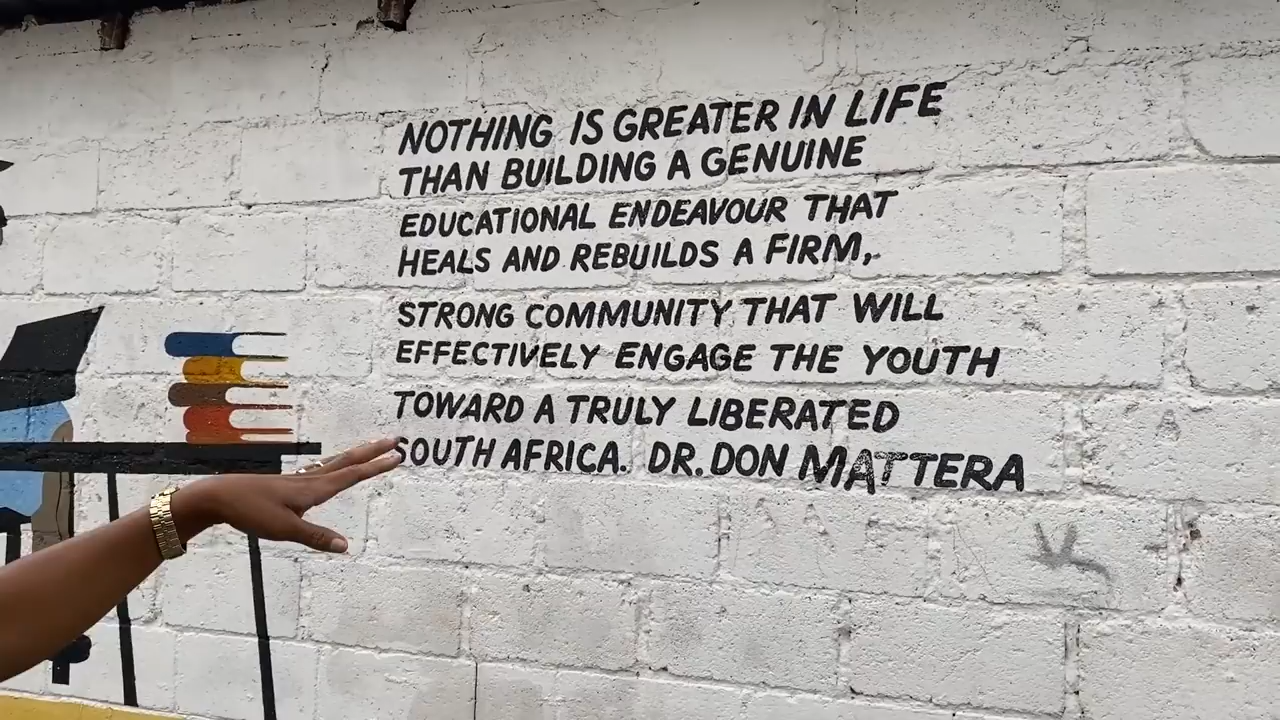 NOTHING IS GREATER IN LIFE
THAN BUILDING A GENUINE
EDUCATIONAL ENDEAVOUR THAT
HEALS AND REBUILDS A FIRM,
STRONG COMMUNITY THAT WILL
EFFECTIVELY ENGAGE THE YOUTH
TOWARD A TRULY LIBERATED
SOUTH AFRICA. DR. DON MATTERA